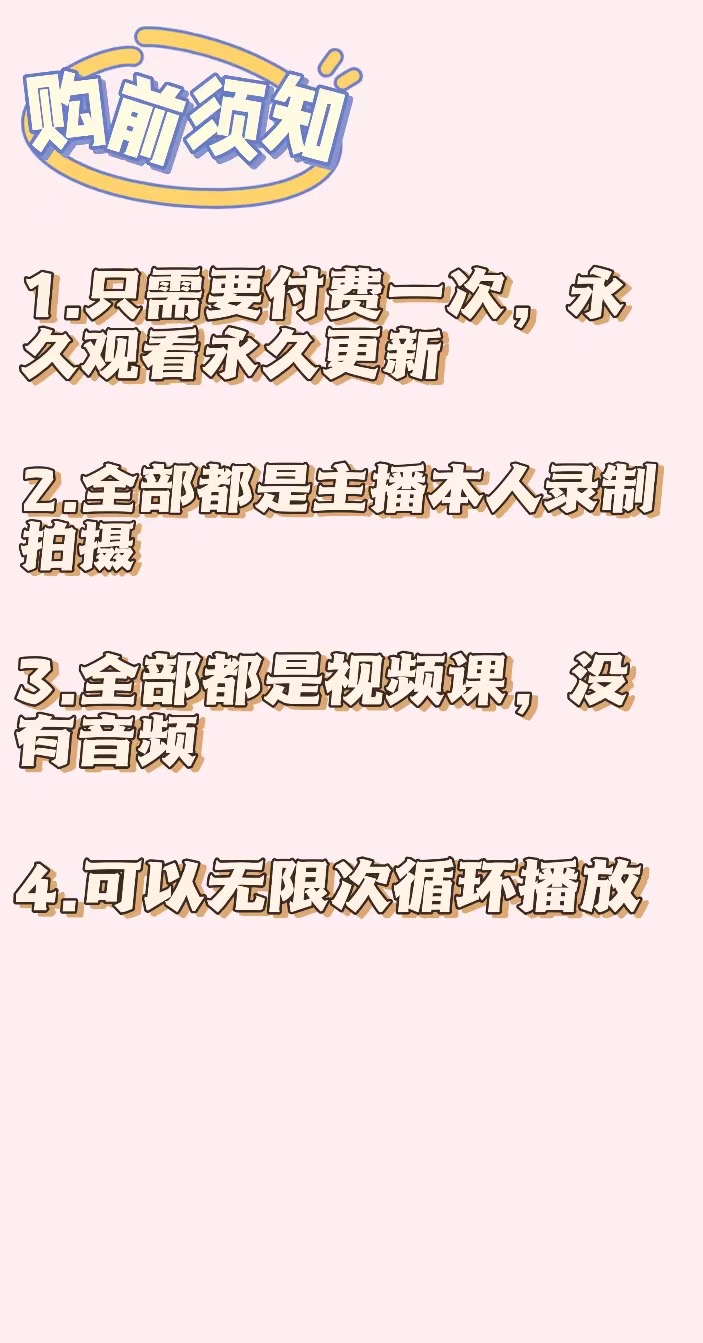 购前须知
1.只需要付费一次，永
久观看永久更新
2.全部都是主播本人录制
拍摄
3.全部都是视频课，没
有音频
4.可以无限次循环播放